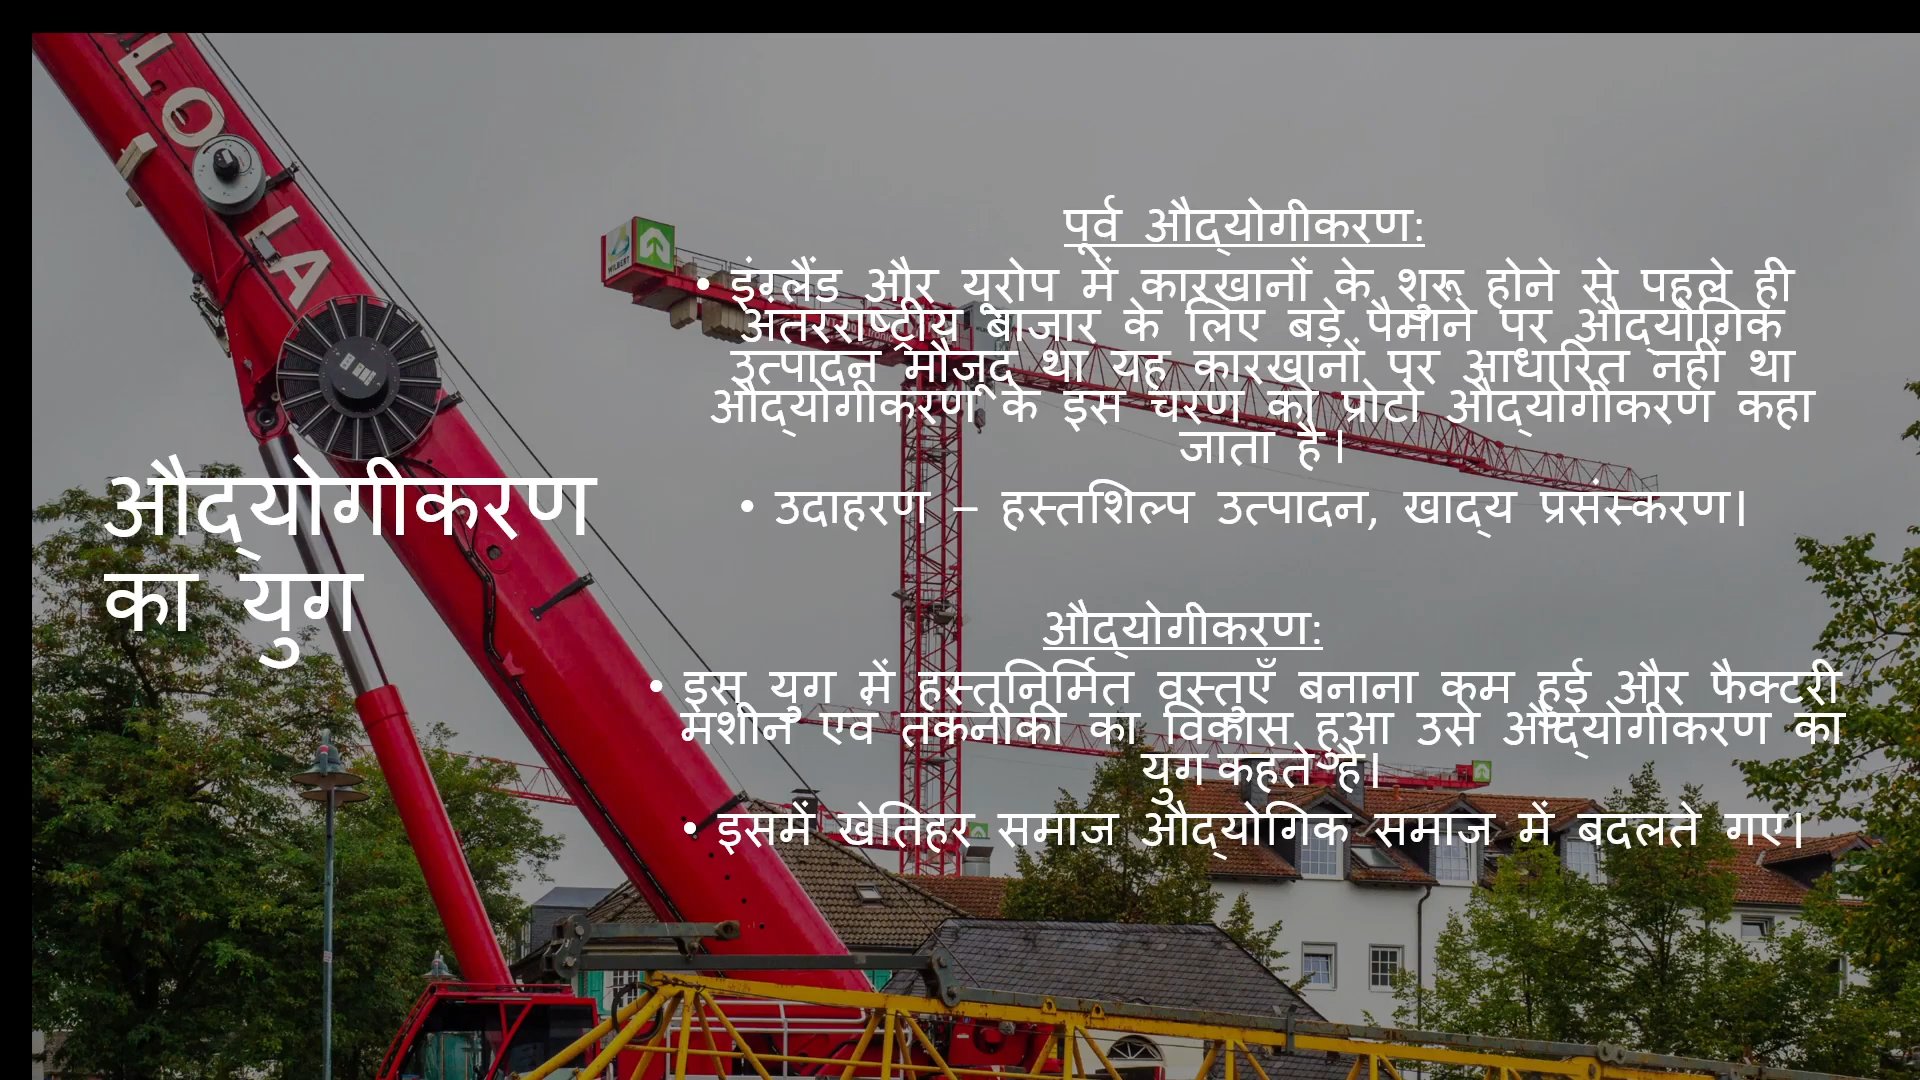 औद्योगीकरण
का युग
पूर्व औद्योगीकरण:
• इंग्लैंड और यूरोप में कारखानों के शुरू होने से पहले ही
अंतरराष्ट्रीय बाजार के लिए बड़े पैमाने पर औद्योगिक
उत्पादन मौजूद था यह कारखानों पर आधारित नहीं था
औद्योगीकरण के इस चरण को प्रोटो औद्योगीकरण कहा
जाता है।
• उदाहरण – हस्तशिल्प उत्पादन, खाद्य प्रसंस्करण।
औद्योगीकरण:
• इस युग में हस्तनिर्मित वस्तुएँ बनाना कम हुई और फैक्टरी
मशीन एवं तकनीकी का विकास हुआ उसे औद्योगीकरण का
युग कहते है।
• इसमें खेतिहर समाज औद्योगिक समाज में बदलते गए।
WILBERT